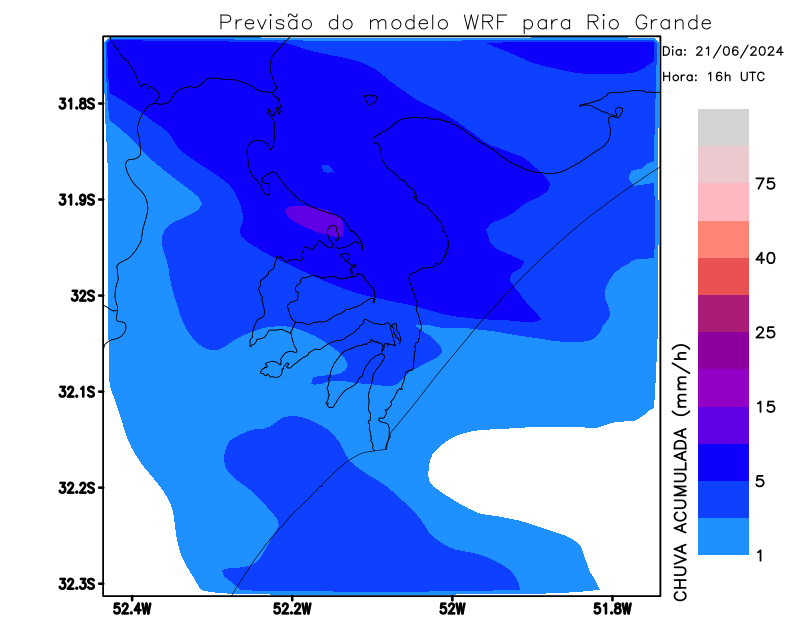 Previsão do modelo WRF para Rio Grande
Dia: 21/06/2024
Hora: 16h UTC
31.8S
31.9S
32S
32.1S
32.2S
32.3S
52.4W
52.2W
52W
51.8W
75
40
25
15
5
1
CHUVA ACUMULADA (mm/h)